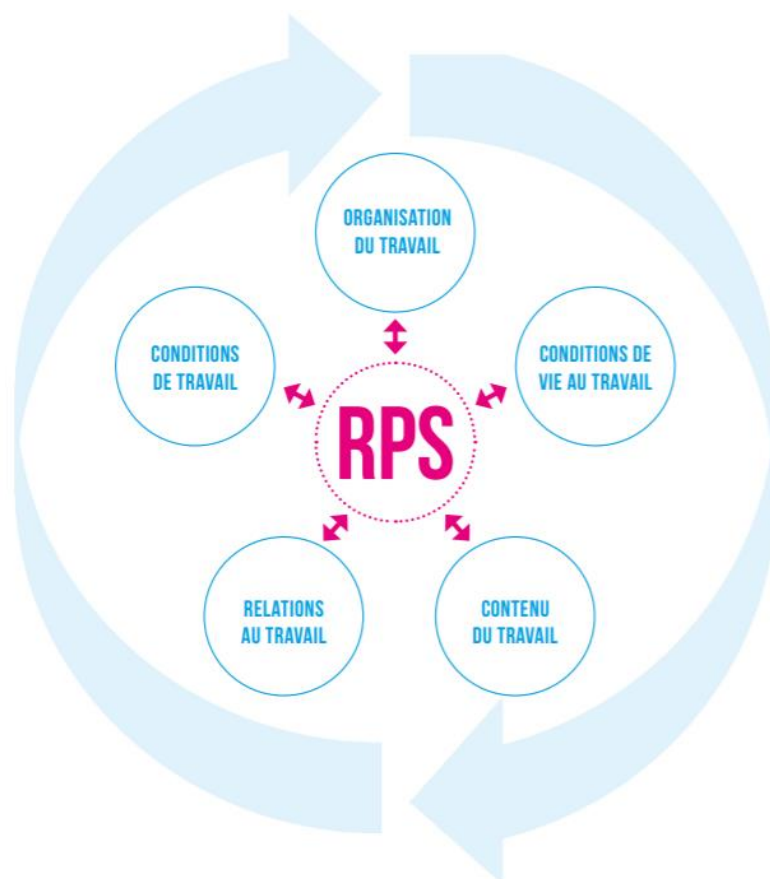 ORGANISATION
DU TRAVAIL
CONDITIONS
DE TRAVAIL
CONDITIONS DE
VIE AU TRAVAIL
RPS
RELATIONS
AU TRAVAIL
CONTENU
DU TRAVAIL